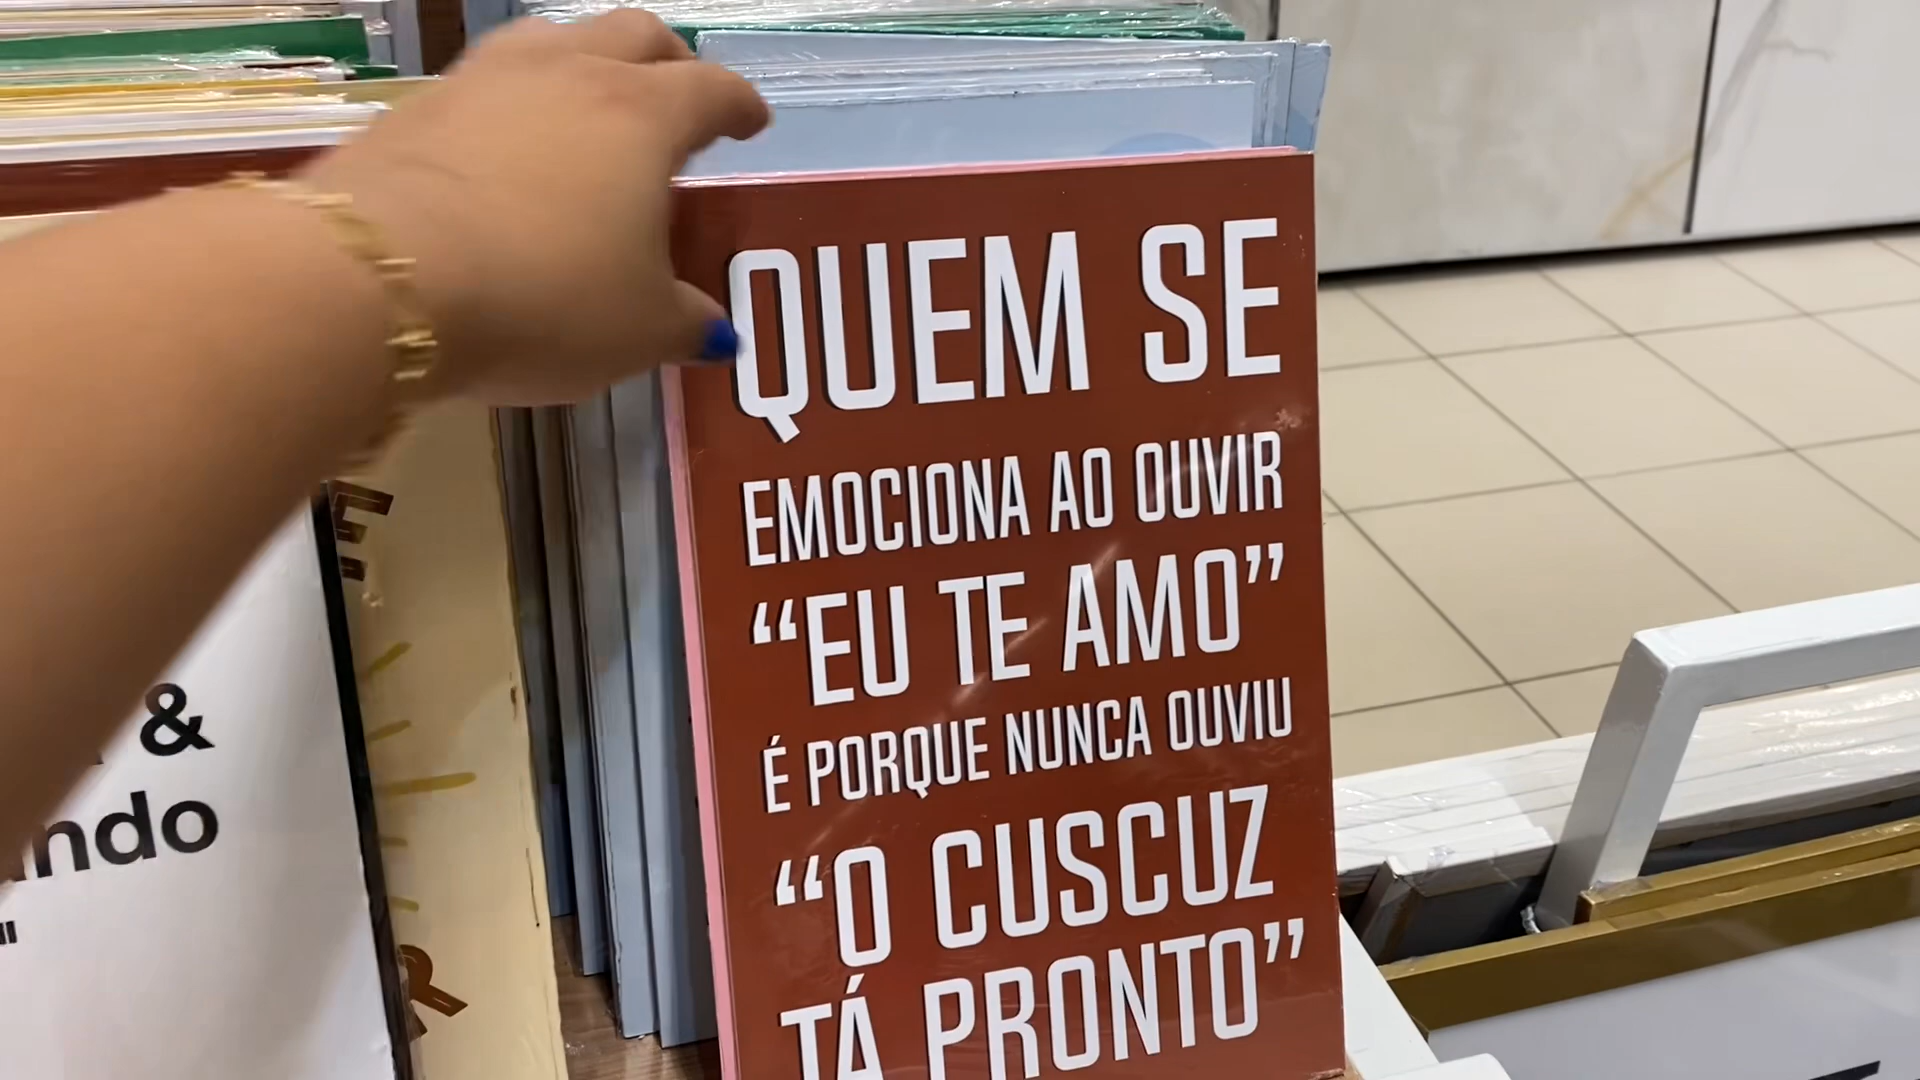 QUEM SE
EMOCIONA AO OUVIR
“EU TE AMO”
É PORQUE NUNCA OUVIU
“O CUSCUZ
TÁ PRONTO”
&
ndo
"
E
R